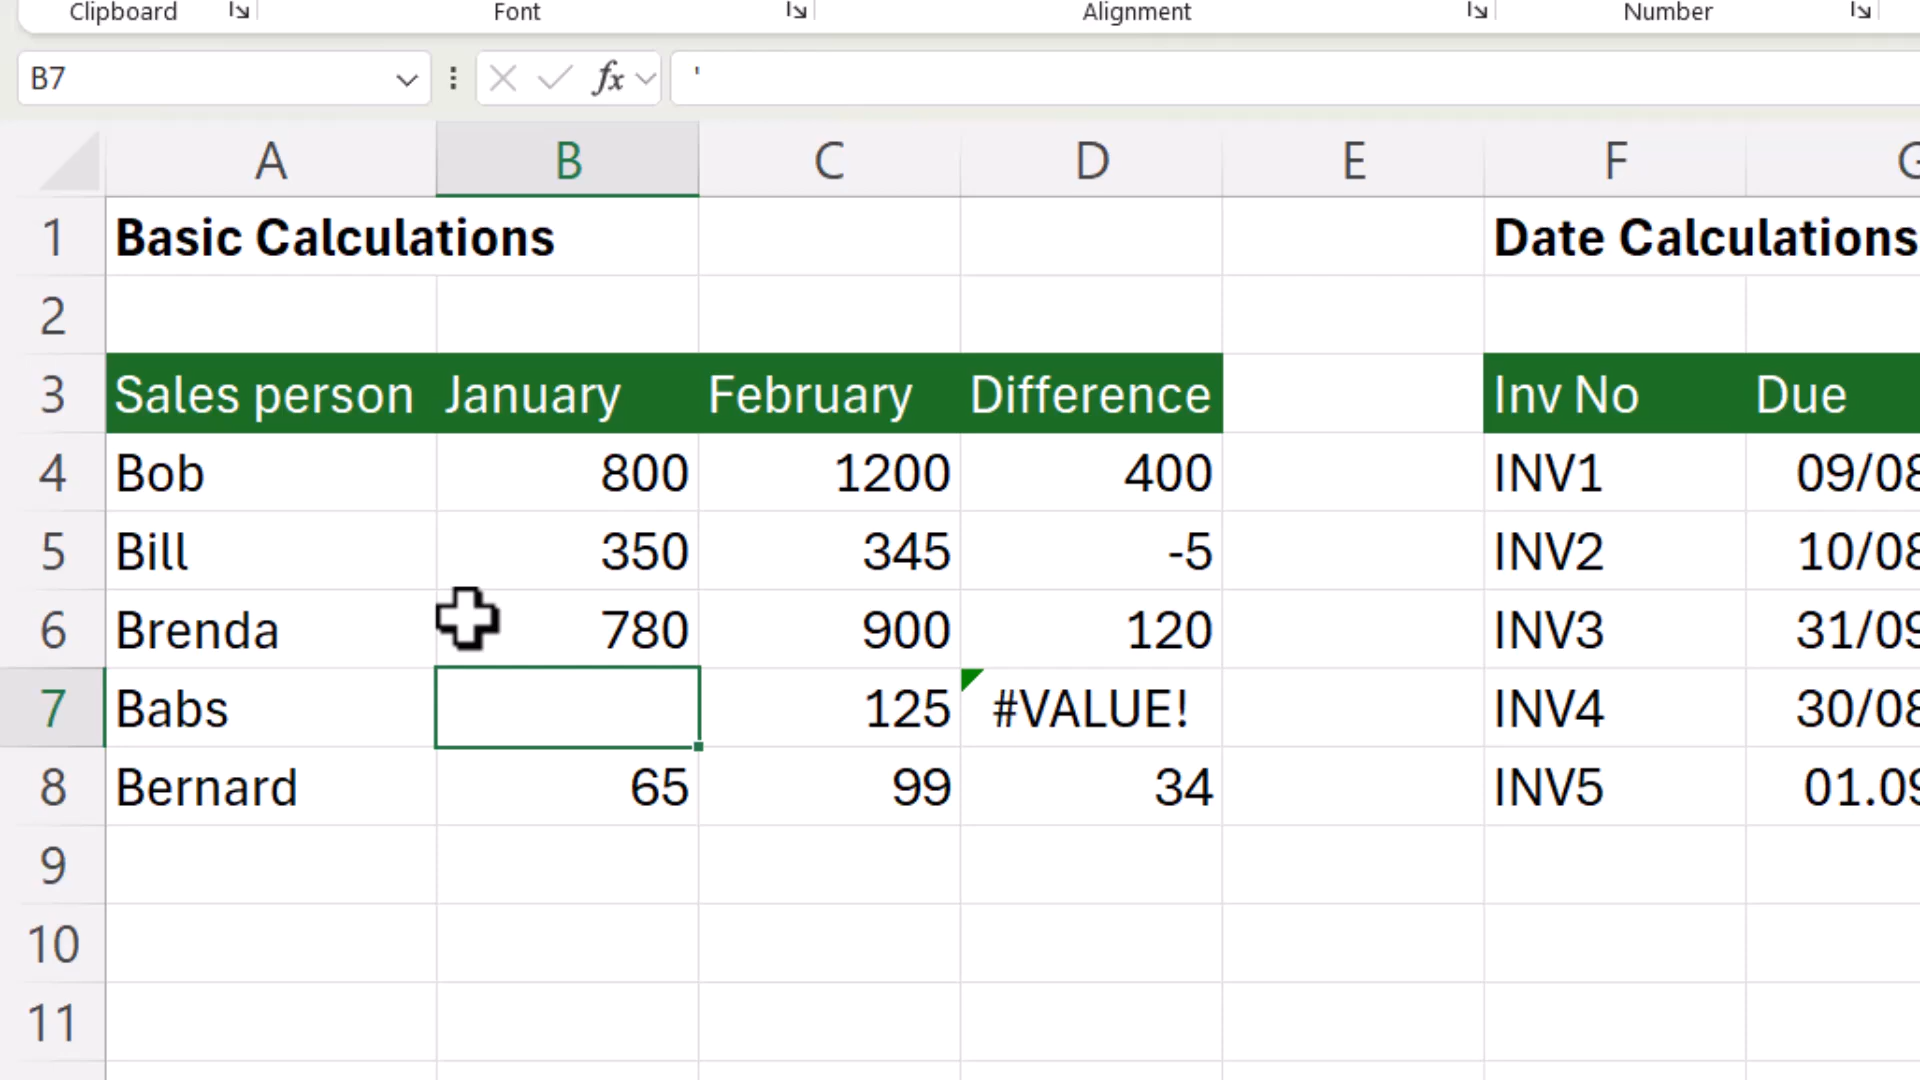 Clipboard Font Alignment Number
B7 fx '
A B C D E F G
1 Basic Calculations Date Calculations
2
3 Sales person January February Difference Inv No Due
4 Bob 800 1200 400 INV1 09/08
5 Bill 350 345 -5 INV2 10/08
6 Brenda 780 900 120 INV3 31/09
7 Babs 125 #VALUE! INV4 30/08
8 Bernard 65 99 34 INV5 01.09
9
10
11